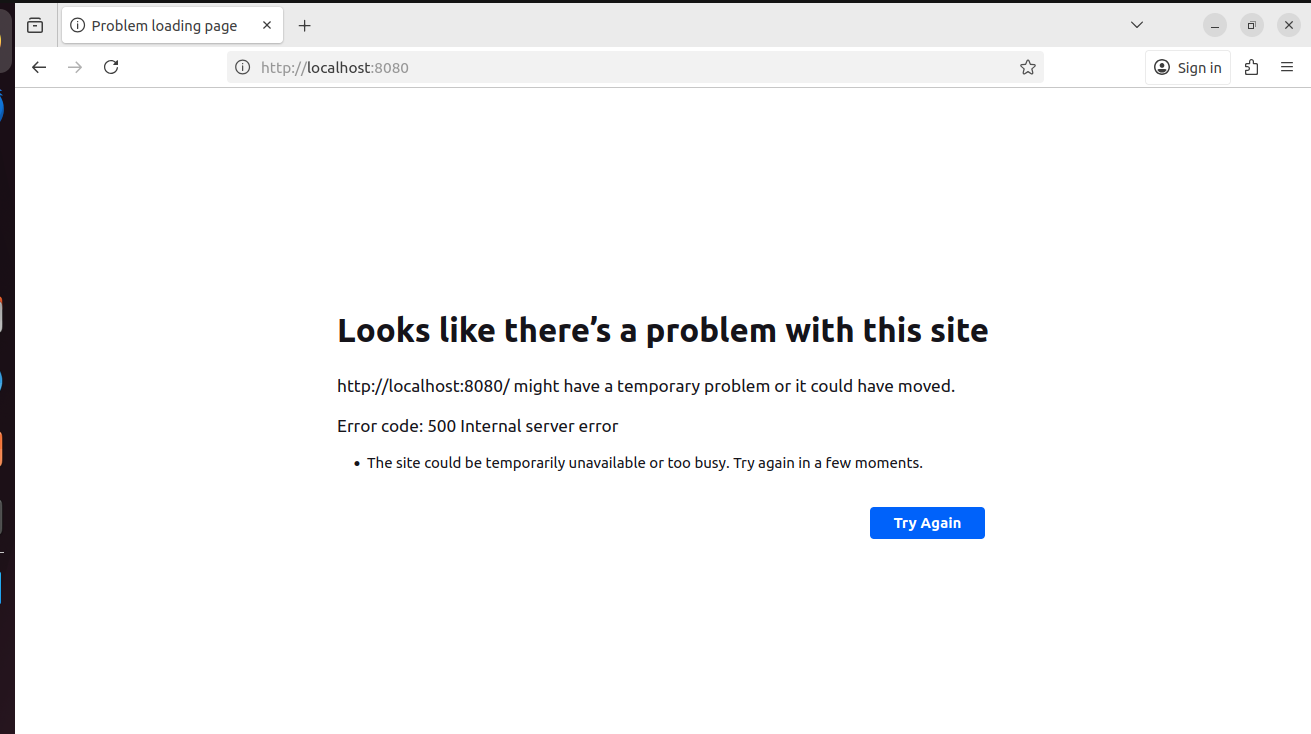 Problem loading page
http://localhost:8080
Sign in
Looks like there’s a problem with this site
http://localhost:8080/ might have a temporary problem or it could have moved.
Error code: 500 Internal server error
• The site could be temporarily unavailable or too busy. Try again in a few moments.
Try Again